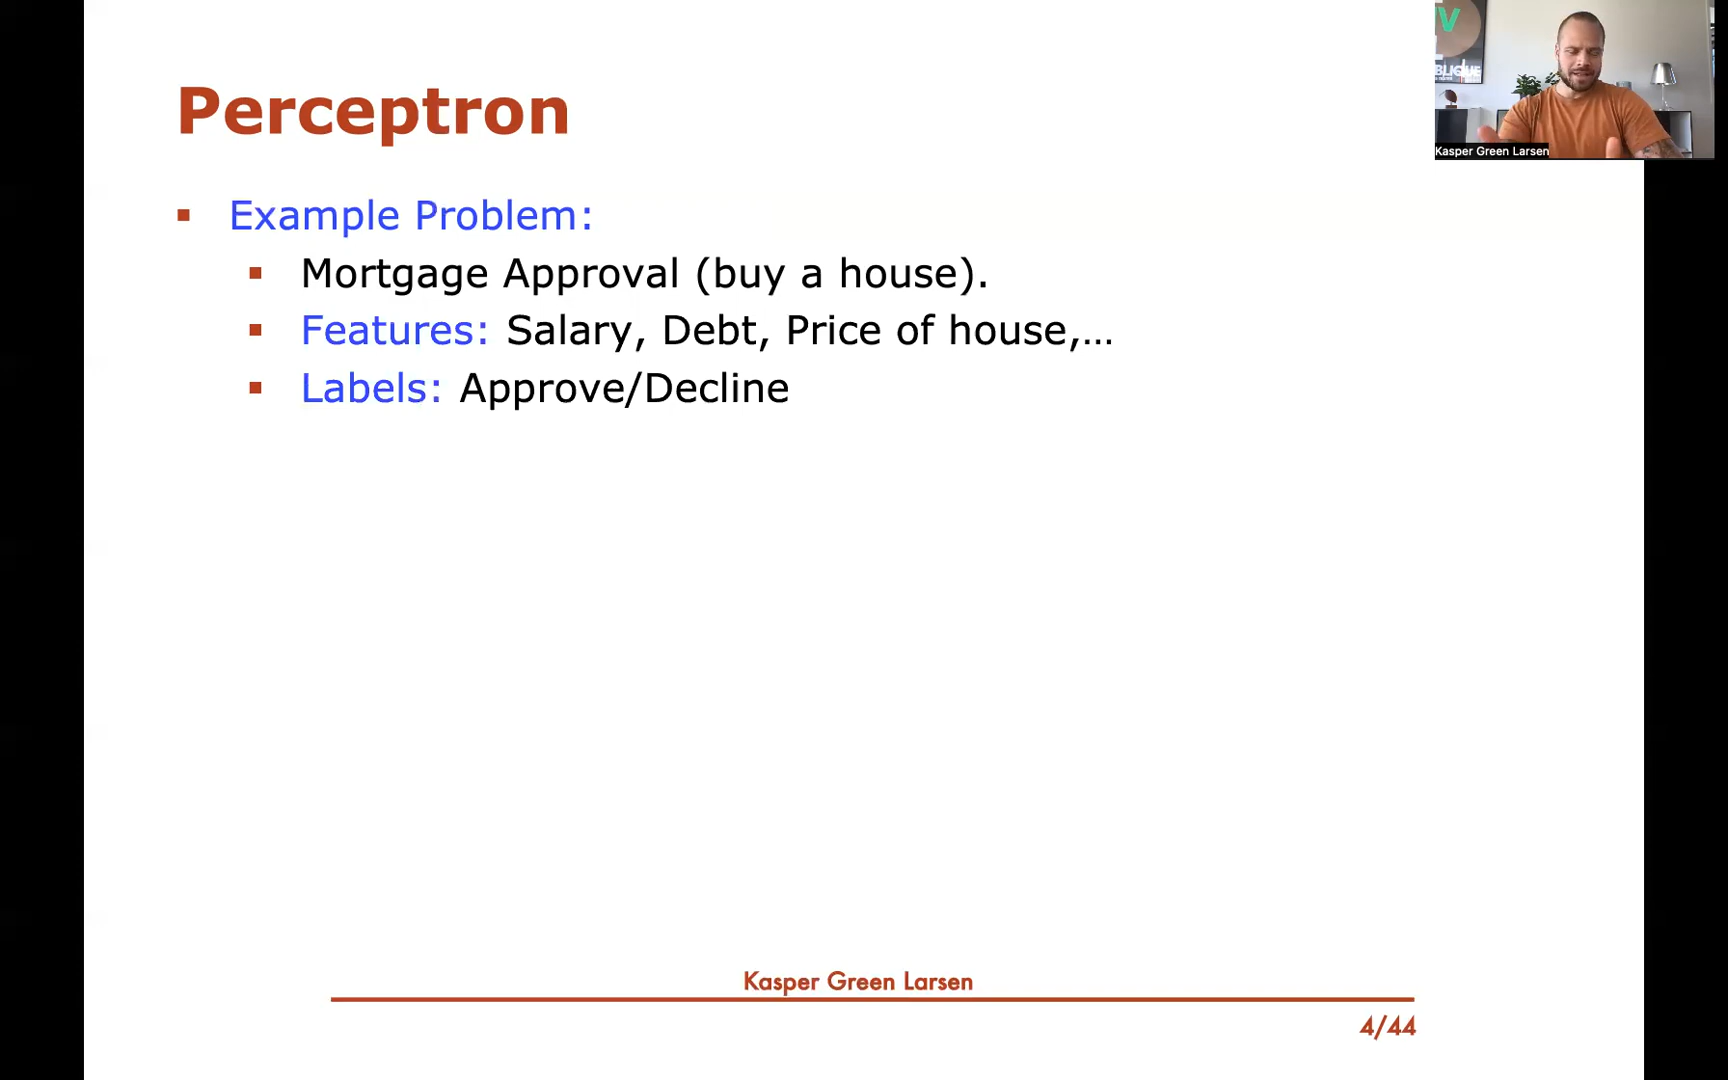 Perceptron
Example Problem:
Mortgage Approval (buy a house).
Features: Salary, Debt, Price of house,…
Labels: Approve/Decline
V
BLIQUE
Kasper Green Larsen
Kasper Green Larsen
4/44